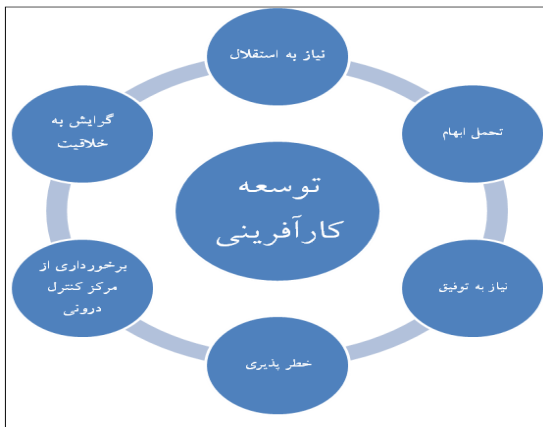 نیاز به استقلال
تحمل ابهام
نیاز به توفیق
خطر پذیری
برخورداری از
مرکز کنترل
درونی
گرایش به
خلاقیت
توسعه
کارآفرینی